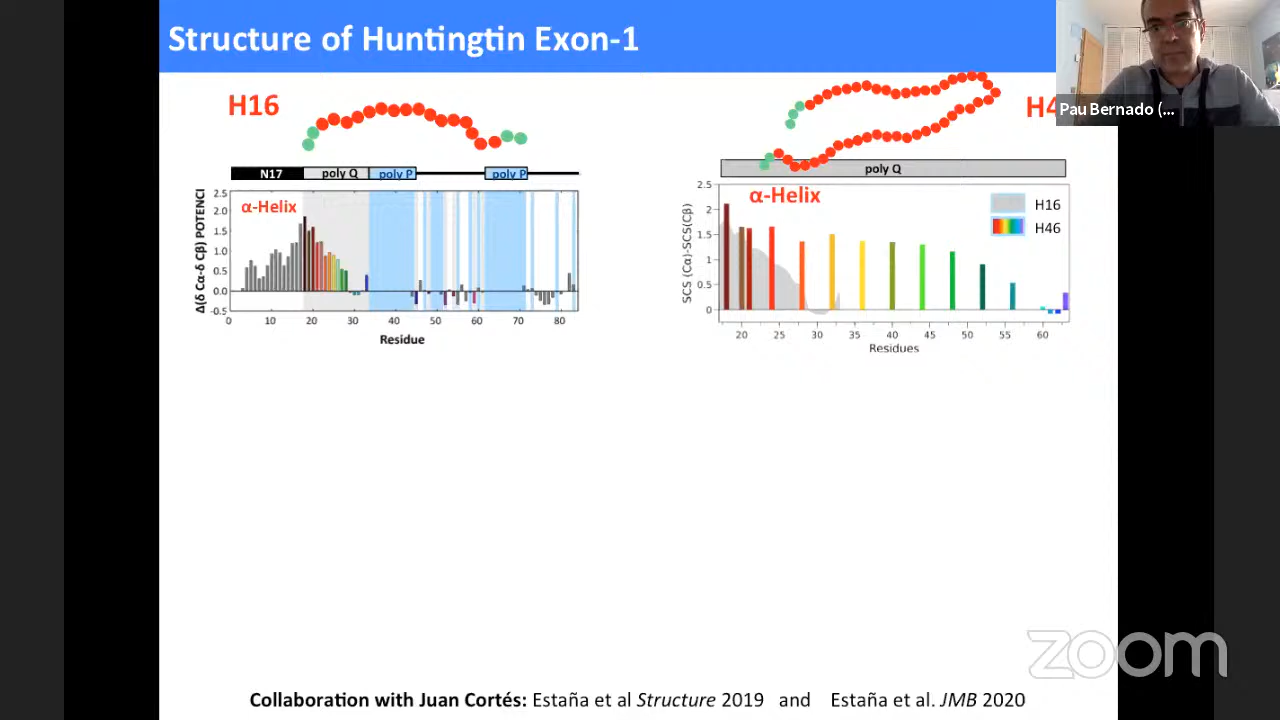 Structure of Huntingtin Exon-1
Pau Bernado (...
H16
H4
N17
poly Q
poly P
poly P
α-Helix
Δ(δ Cα-δ Cβ) POTENCI
2.5
2.0
1.5
1.0
0.5
0.0
-0.5
0 10 20 30 40 50 60 70 80
Residue
poly Q
α-Helix
SCS (Cα)-SCS(Cβ)
2.5
2
1.5
1
0.5
0
H16
H46
20 25 30 35 40 45 50 55 60
Residues
zoom
Collaboration with Juan Cortés: Estaña et al Structure 2019 and Estaña et al. JMB 2020